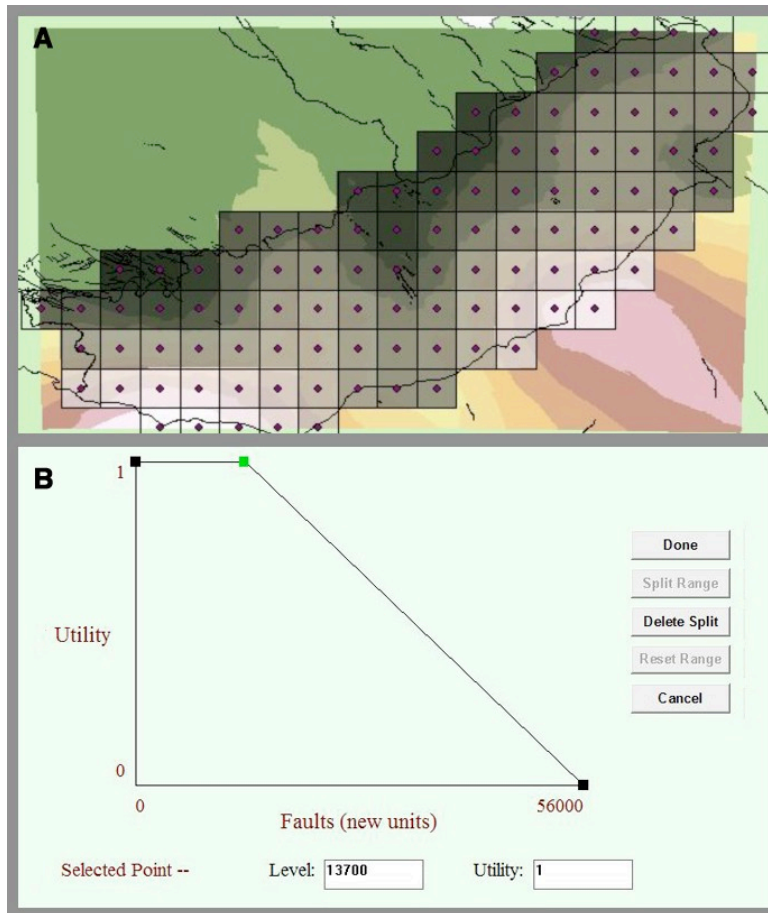 A
B
1
Utility
0
0
56000
Faults (new units)
Done
Split Range
Delete Split
Reset Range
Cancel
Selected Point --
Level: 13700
Utility: 1